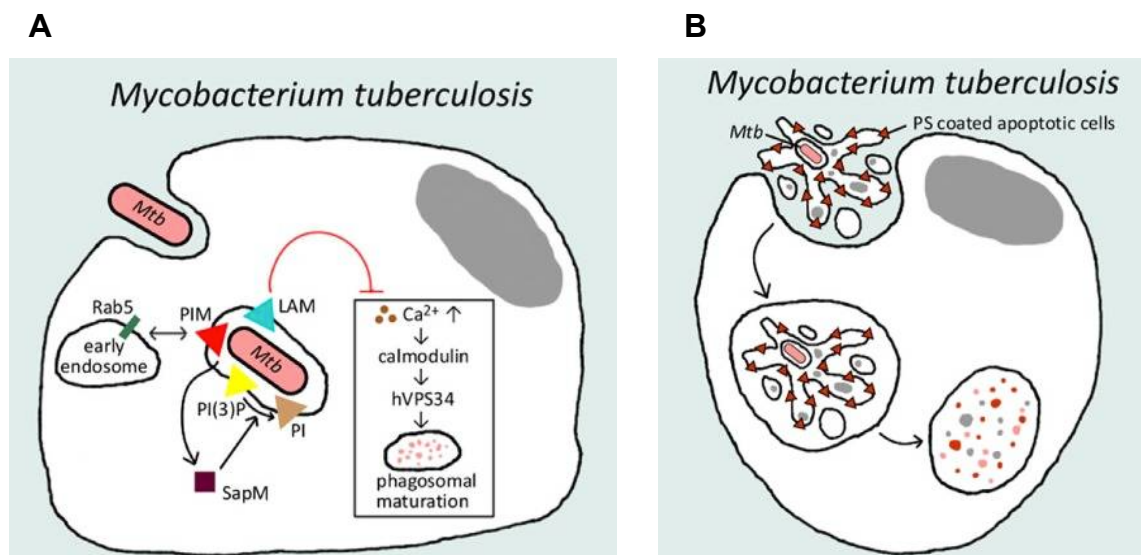 A
Mycobacterium tuberculosis
Mtb
Rab5
early
endosome
PIM
LAM
Mtb
PI(3)P
PI
SapM
Ca²⁺ ↑
calmodulin
hVPS34
phagosomal
maturation
B
Mycobacterium tuberculosis
Mtb
PS coated apoptotic cells